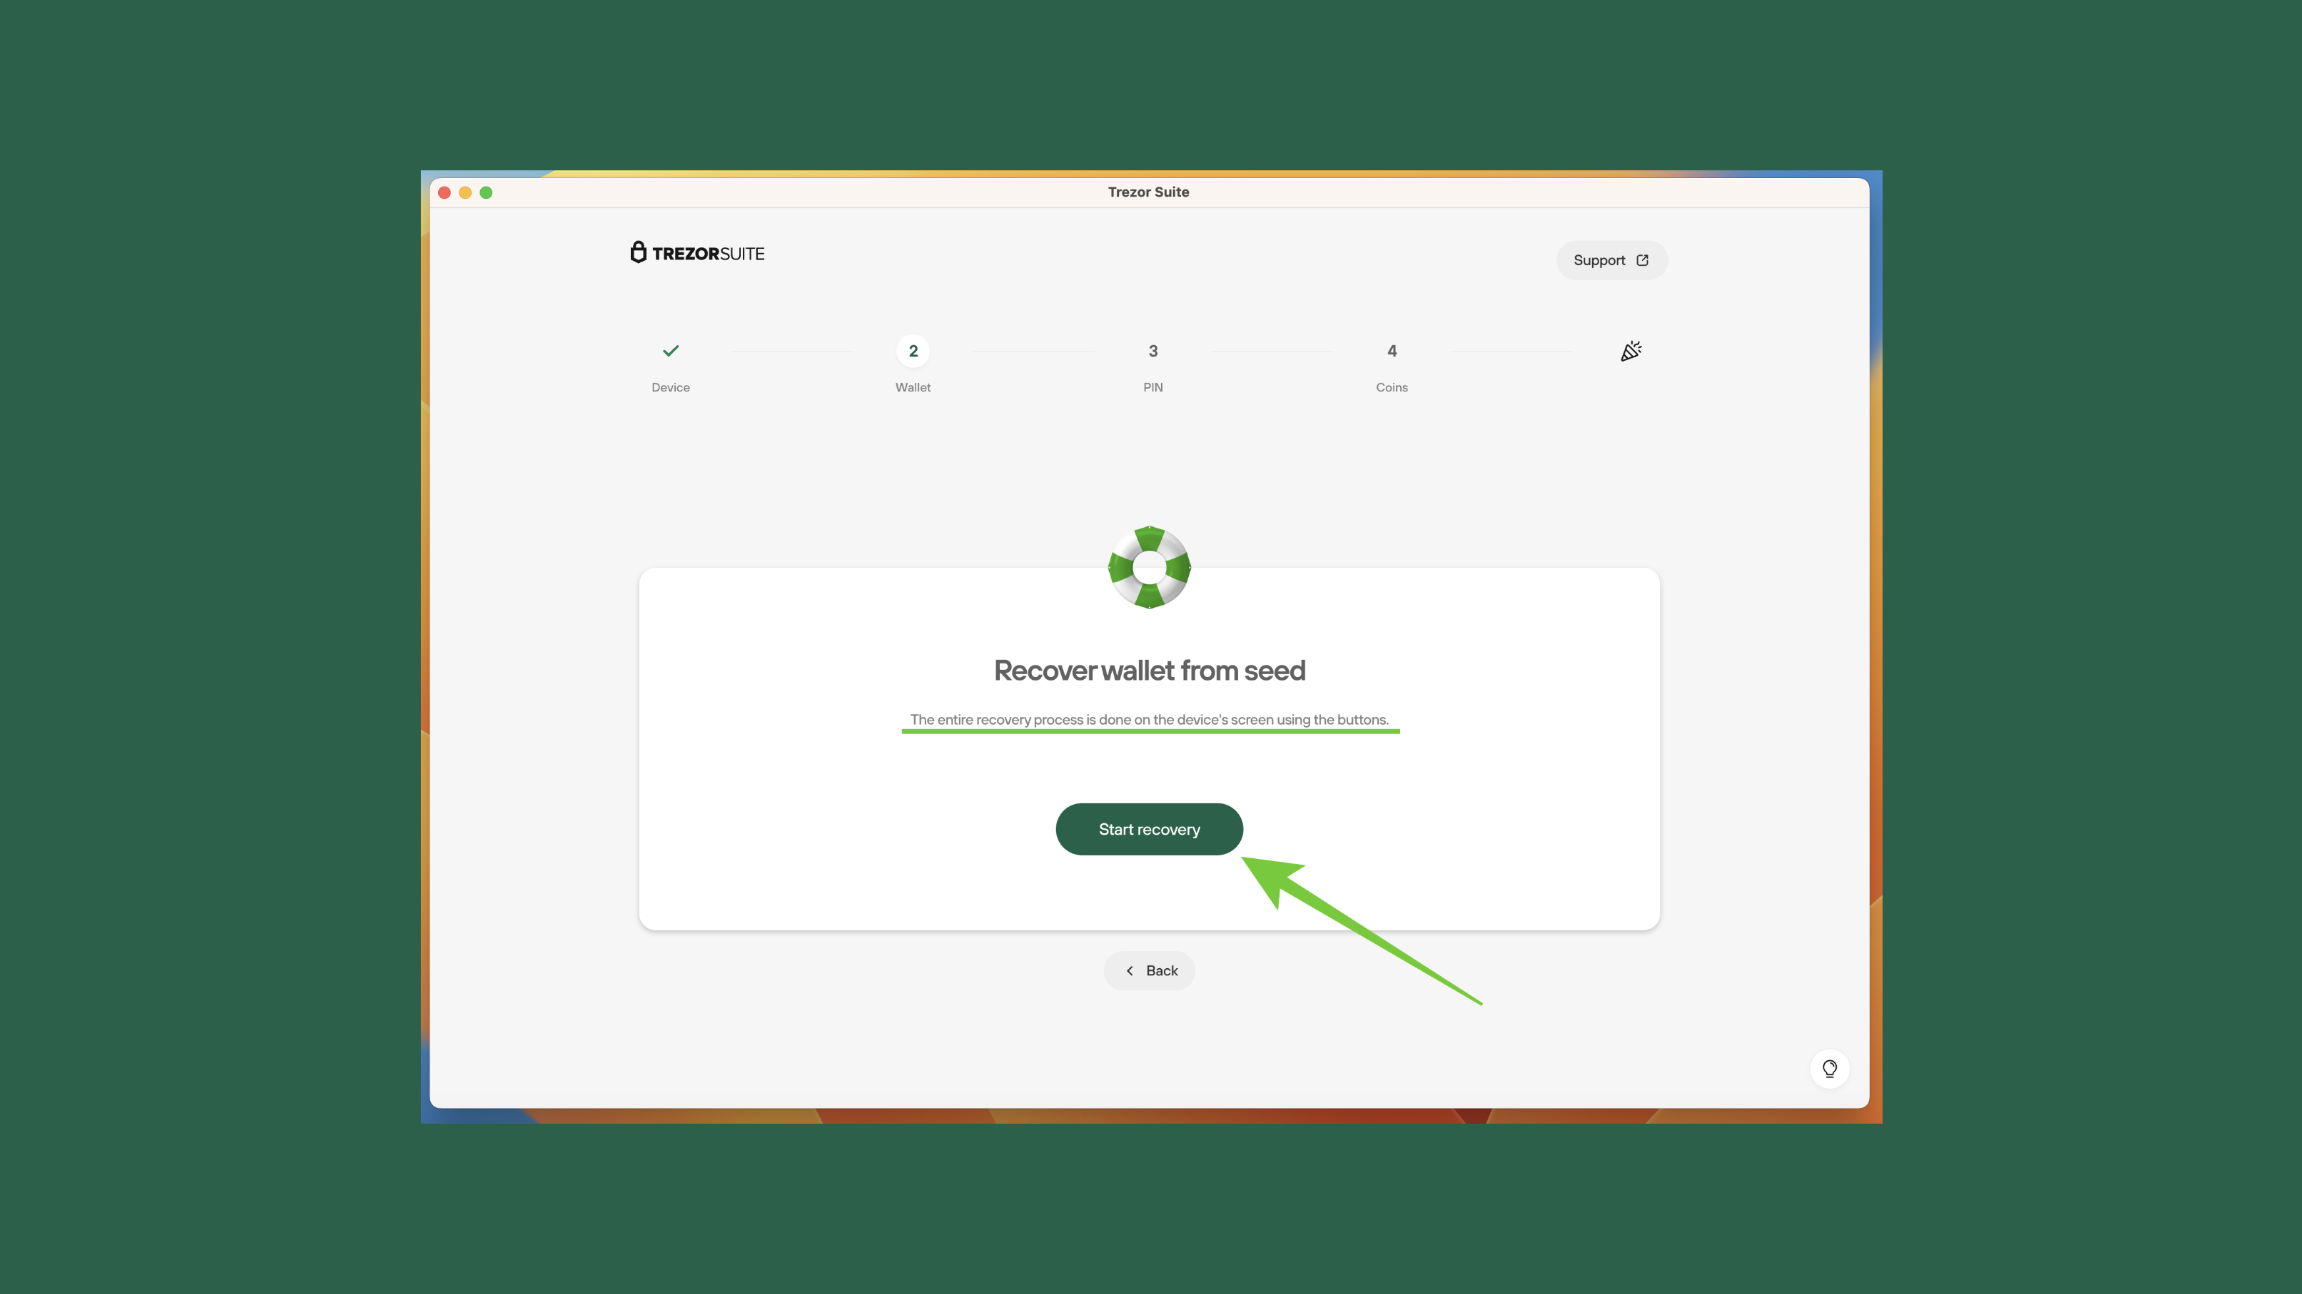 Trezor Suite
TREZORSUITE
Support
2
3
4
Device
Wallet
PIN
Coins
Recover wallet from seed
The entire recovery process is done on the device's screen using the buttons.
Start recovery
Back